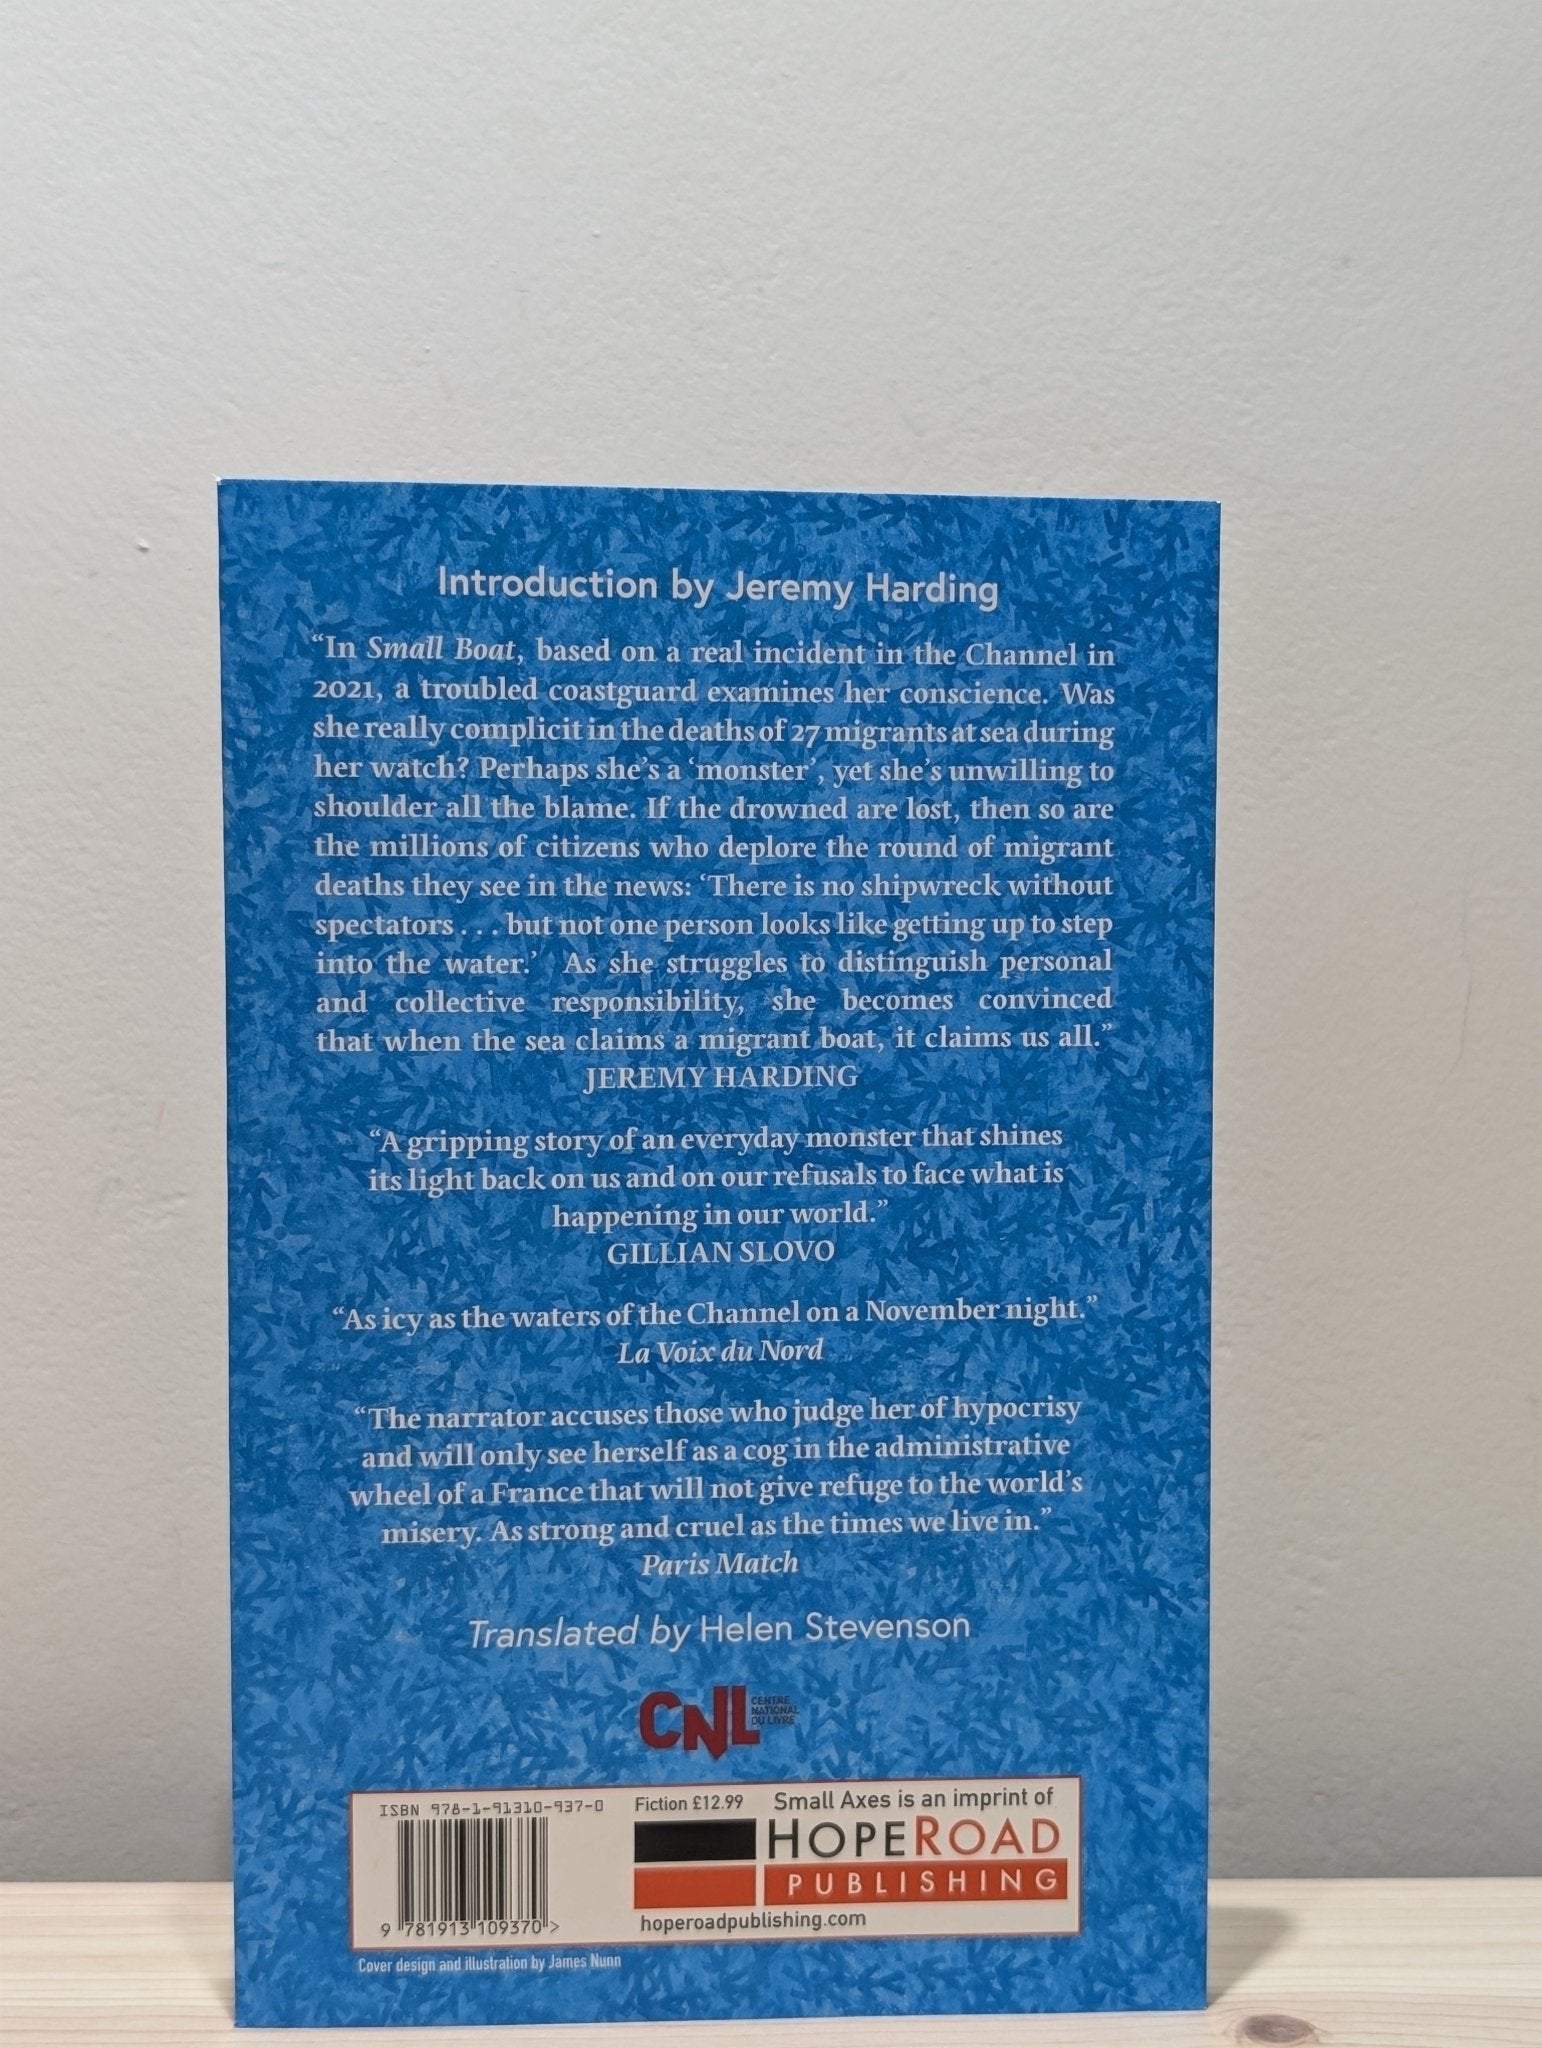 Introduction by Jeremy Harding
“In Small Boat, based on a real incident in the Channel in
2021, a troubled coastguard examines her conscience. Was
she really complicit in the deaths of 27 migrants at sea during
her watch? Perhaps she’s a ‘monster’, yet she’s unwilling to
shoulder all the blame. If the drowned are lost, then so are
the millions of citizens who deplore the round of migrant
deaths they see in the news: ‘There is no shipwreck without
spectators . . . but not one person looks like getting up to step
into the water.’ As she struggles to distinguish personal
and collective responsibility, she becomes convinced
that when the sea claims a migrant boat, it claims us all.”
JEREMY HARDING
“A gripping story of an everyday monster that shines
its light back on us and on our refusals to face what is
happening in our world.”
GILLIAN SLOVO
“As icy as the waters of the Channel on a November night.”
La Voix du Nord
“The narrator accuses those who judge her of hypocrisy
and will only see herself as a cog in the administrative
wheel of a France that will not give refuge to the world’s
misery. As strong and cruel as the times we live in.”
Paris Match
Translated by Helen Stevenson
CNL
CENTRE
NATIONAL
DU LIVRE
ISBN 978-1-91310-937-0
9 781913 109370 >
Fiction £12.99
Small Axes is an imprint of
HOPEROAD
PUBLISHING
hoperoadpublishing.com
Cover design and illustration by James Nunn